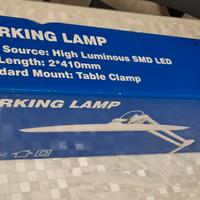 RKING LAMP
Source: High Luminous SMD LED
Length: 2*410mm
dard Mount: Table Clamp
RKING LAMP